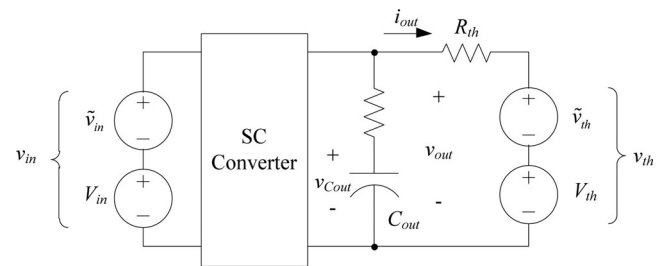 i_out
R_th
+
ṽ_in
−
v_in
+
V_in
−
SC
Converter
+
v_Cout
-
C_out
+
v_out
-
+
ṽ_th
−
v_th
+
V_th
−